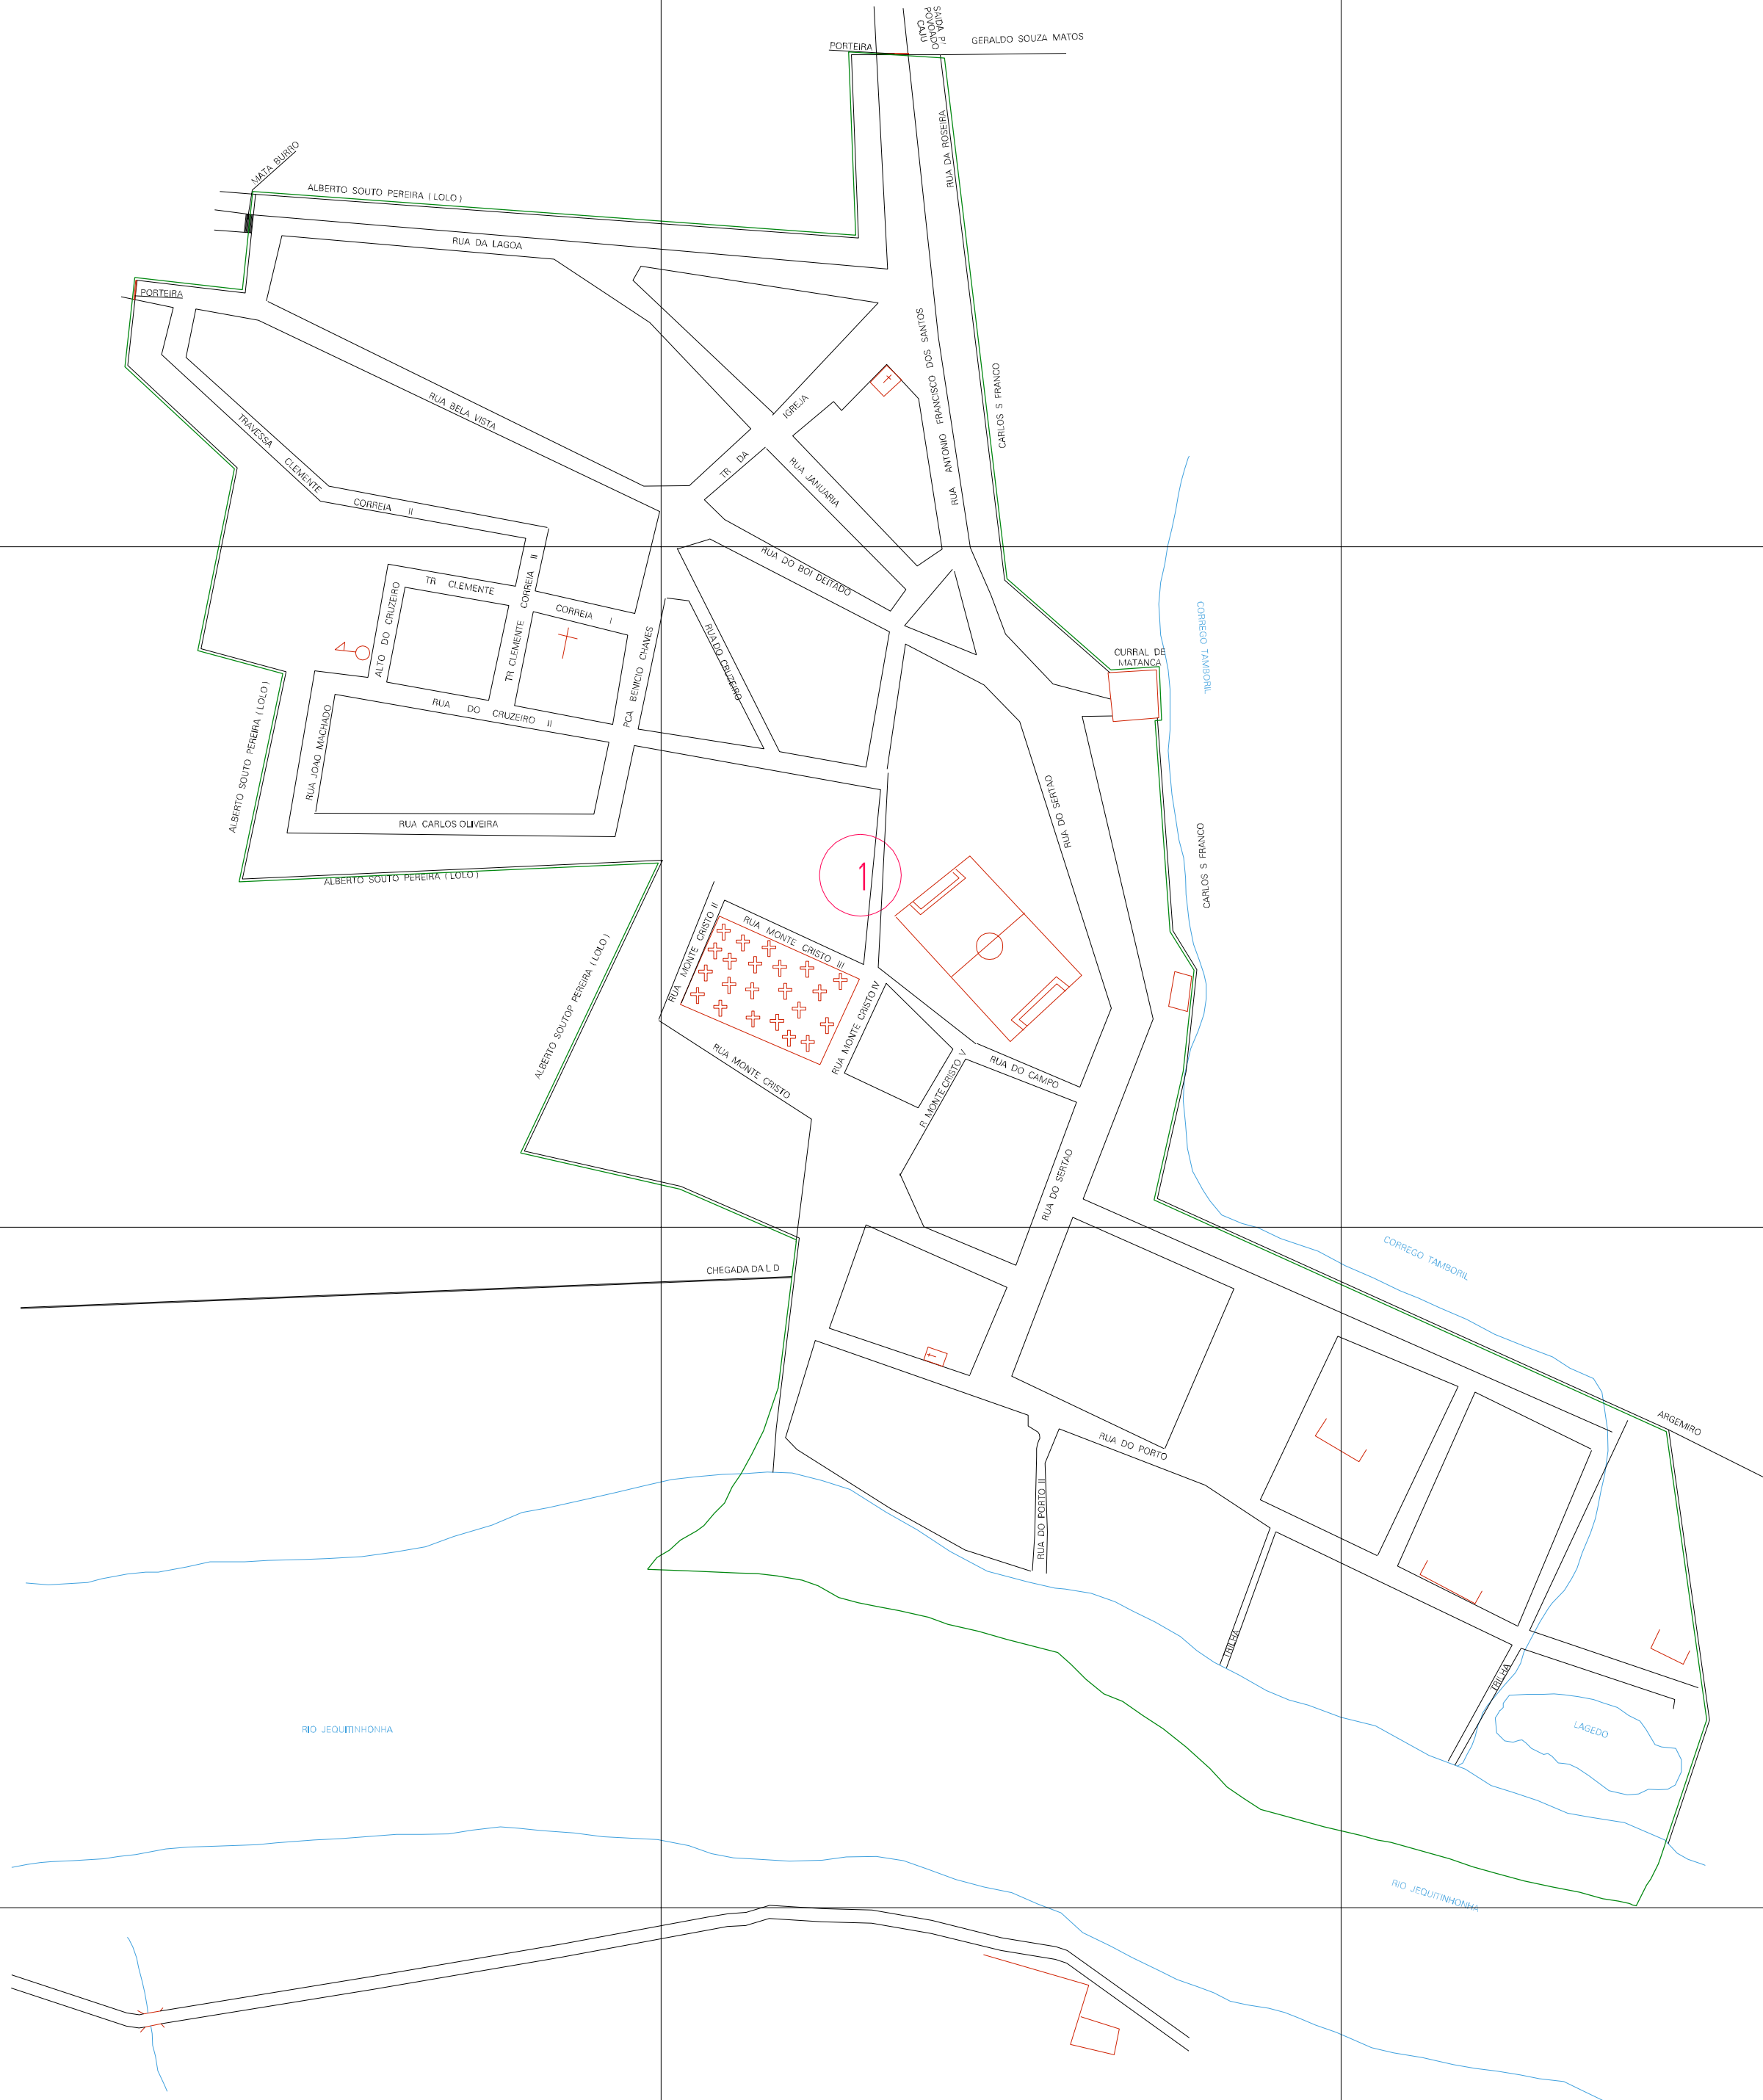 SAIDA P/
POVOADO
CAJU
GERALDO SOUZA MATOS
PORTEIRA
RUA DA ROSEIRA
MATA BURRO
ALBERTO SOUTO PEREIRA ( LOLO )
RUA DA LAGOA
PORTEIRA
RUA ANTONIO FRANCISCO DOS SANTOS
CARLOS S FRANCO
RUA BELA VISTA
IGREJA
TR DA
TRAVESSA
CLEMENTE
CORREIA II
RUA JANUARIA
RUA DO BOI DEITADO
TR CLEMENTE
CORREIA I
TR CLEMENTE CORREIA II
ALTO DO CRUZEIRO
PCA BENICIO CHAVES
RUA DO CRUZEIRO
CORREGO TAMBORIL
CURRAL DE
MATANCA
RUA DO CRUZEIRO II
RUA JOAO MACHADO
ALBERTO SOUTO PEREIRA ( LOLO )
RUA CARLOS OLIVEIRA
RUA DO SERTAO
CARLOS S FRANCO
1
ALBERTO SOUTO PEREIRA ( LOLO )
RUA MONTE CRISTO II
RUA MONTE CRISTO III
ALBERTO SOUTOP PEREIRA ( LOLO )
RUA MONTE CRISTO IV
RUA MONTE CRISTO
R MONTE CRISTO V
RUA DO CAMPO
RUA DO SERTAO
CORREGO TAMBORIL
CHEGADA DA L D
ARGEMIRO
RUA DO PORTO
RUA DO PORTO II
TRILHA
TRILHA
RIO JEQUITINHONHA
LAGEDO
RIO JEQUITINHONHA